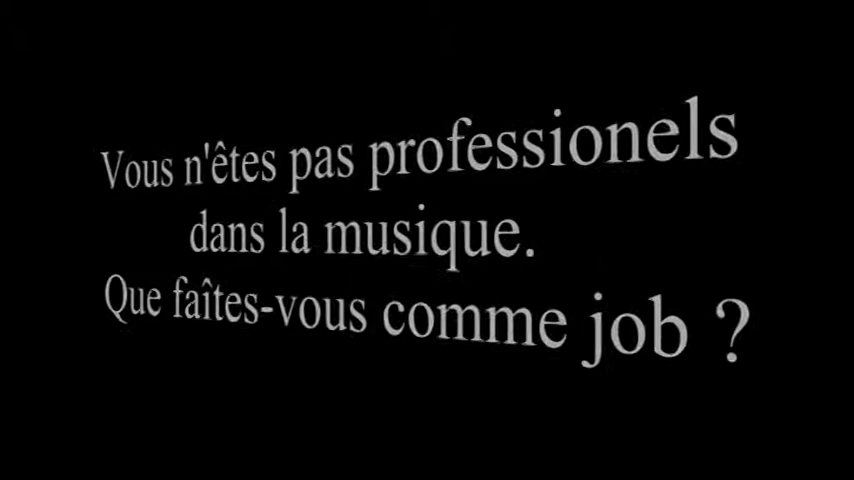 Vous n'êtes pas professionels
dans la musique.
Que faîtes-vous comme job ?